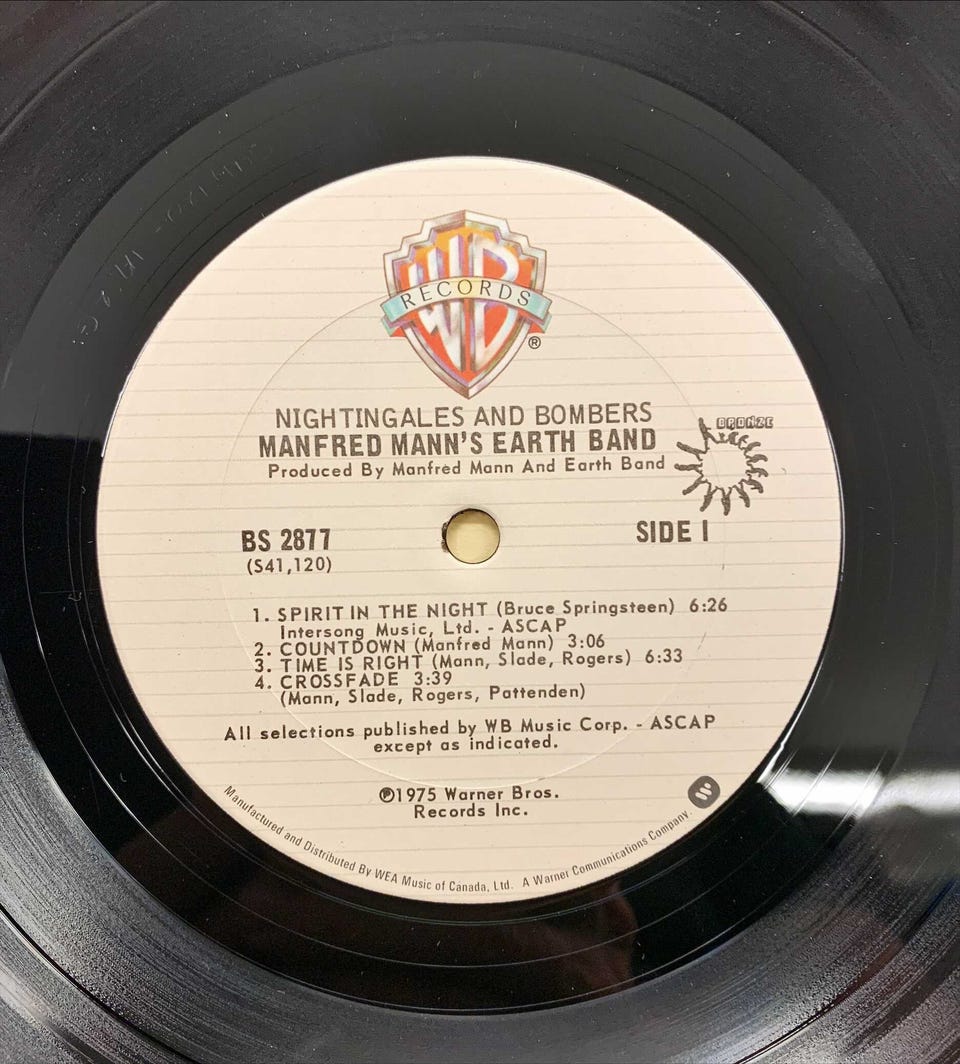 WB
RECORDS
®
NIGHTINGALES AND BOMBERS
MANFRED MANN'S EARTH BAND
Produced By Manfred Mann And Earth Band
BRONZE
BS 2877
(S41,120)
SIDE I
1. SPIRIT IN THE NIGHT (Bruce Springsteen) 6:26
Intersong Music, Ltd. - ASCAP
2. COUNTDOWN (Manfred Mann) 3:06
3. TIME IS RIGHT (Mann, Slade, Rogers) 6:33
4. CROSSFADE 3:39
(Mann, Slade, Rogers, Pattenden)
All selections published by WB Music Corp. - ASCAP
except as indicated.
℗1975 Warner Bros.
Records Inc.
Manufactured and Distributed By WEA Music of Canada, Ltd. A Warner Communications Company.